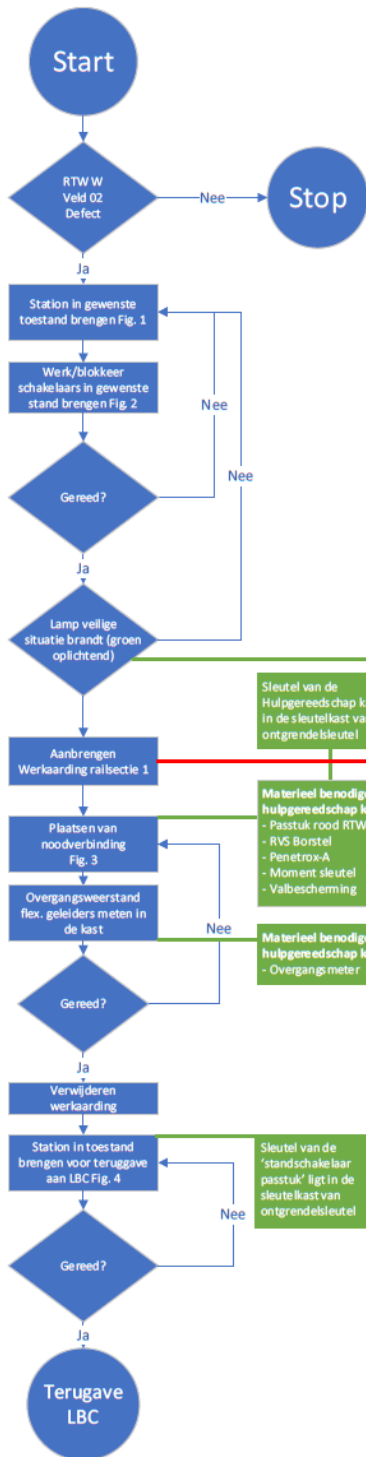 Start
RTW W
Veld 02
Defect
Nee
Stop
Ja
Station in gewenste
toestand brengen Fig. 1
Werk/blokkeer
schakelaars in gewenste
stand brengen Fig. 2
Nee
Nee
Gereed?
Ja
Lamp veilige
situatie brandt (groen
oplichtend)
Sleutel van de
Hulpgereedschap k
in de sleutelkast va
ontgrendelsleutel
Aanbrengen
Werkaarding railsectie 1
Materieel benodig
hulpgereedschap k
- Passtuk rood RTW
- RVS Borstel
- Penetrox-A
- Moment sleutel
- Valbescherming
Plaatsen van
noodverbinding
Fig. 3
Overgangsweerstand
flex. geleiders meten in
de kast
Nee
Materieel benodig
hulpgereedschap k
- Overgangsmeter
Gereed?
Ja
Verwijderen
werkaarding
Station in toestand
brengen voor teruggave
aan LBC Fig. 4
Sleutel van de
'standschakelaar
passtuk' ligt in de
sleutelkast van
ontgrendelsleutel
Nee
Gereed?
Ja
Terugave
LBC